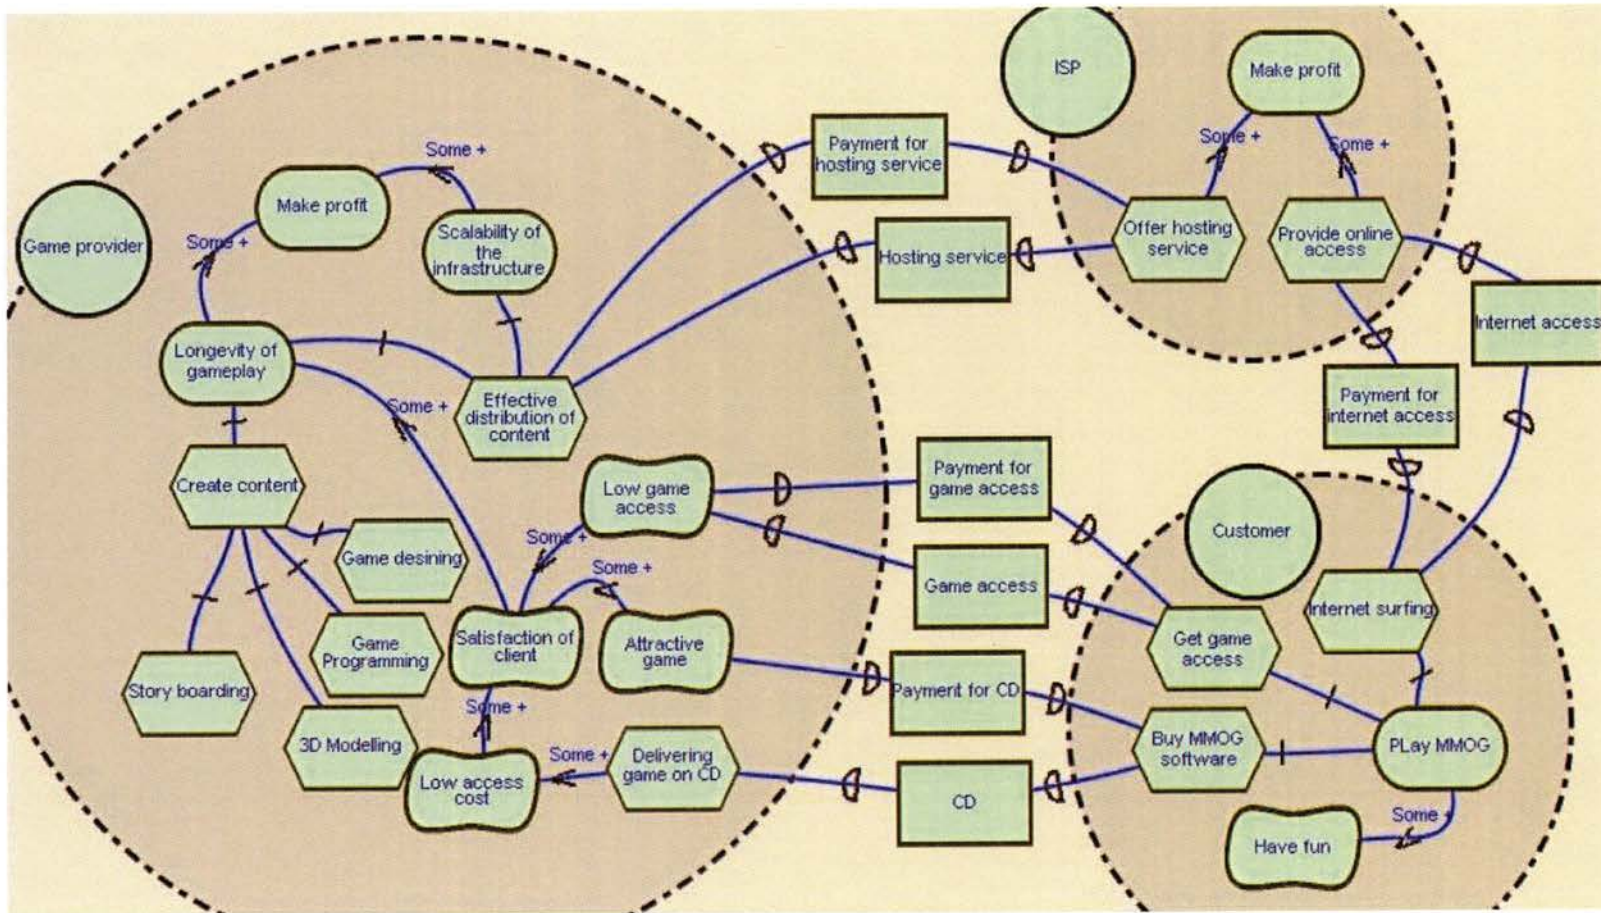 ISP
Make profit
Some +
Some +
Payment for
hosting service
Offer hosting
service
Provide online
access
Hosting service
Internet access
Payment for
internet access
Game provider
Make profit
Some +
Some +
Scalability of
the
infrastructure
Longevity of
gameplay
Some +
Effective
distribution of
content
Create content
Game desining
Story boarding
Game
Programming
3D Modelling
Low game
access
Some +
Some +
Satisfaction of
client
Attractive
game
Some +
Low access
cost
Some +
Delivering
game on CD
Payment for
game access
Game access
Payment for CD
CD
Customer
Internet surfing
Get game
access
Buy MMOG
software
PLay MMOG
Some +
Have fun